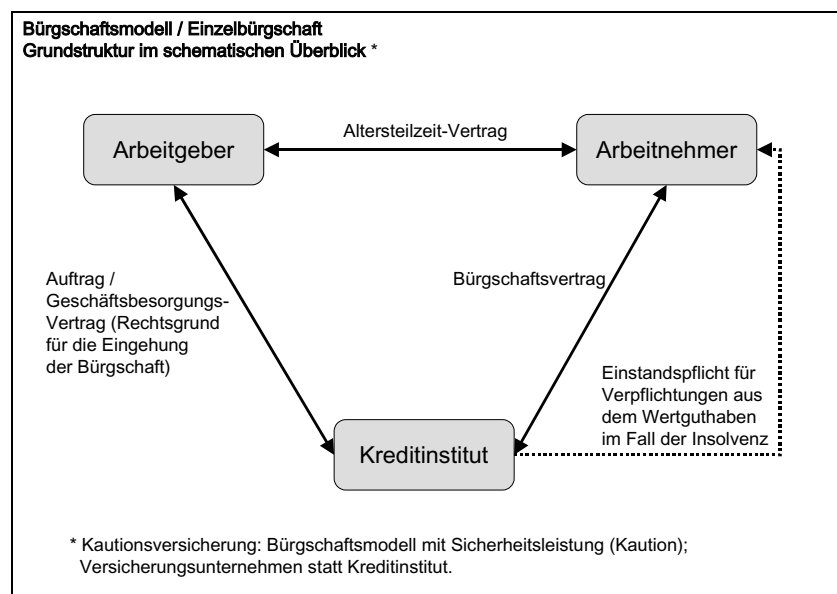 Bürgschaftsmodell / Einzelbürgschaft
Grundstruktur im schematischen Überblick *
Arbeitgeber
Altersteilzeit-Vertrag
Arbeitnehmer
Auftrag /
Geschäftsbesorgungs-
Vertrag (Rechtsgrund
für die Eingehung
der Bürgschaft)
Bürgschaftsvertrag
Einstandspflicht für
Verpflichtungen aus
dem Wertguthaben
im Fall der Insolvenz
Kreditinstitut
* Kautionsversicherung: Bürgschaftsmodell mit Sicherheitsleistung (Kaution);
Versicherungsunternehmen statt Kreditinstitut.